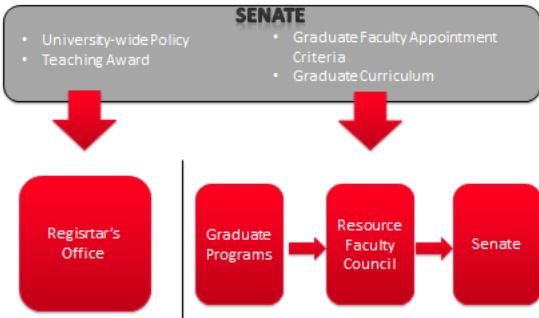 SENATE
• University-wide Policy
• Teaching Award
• Graduate Faculty Appointment
Criteria
• Graduate Curriculum
Regisrtar's
Office
Graduate
Programs
Resource
Faculty
Council
Senate